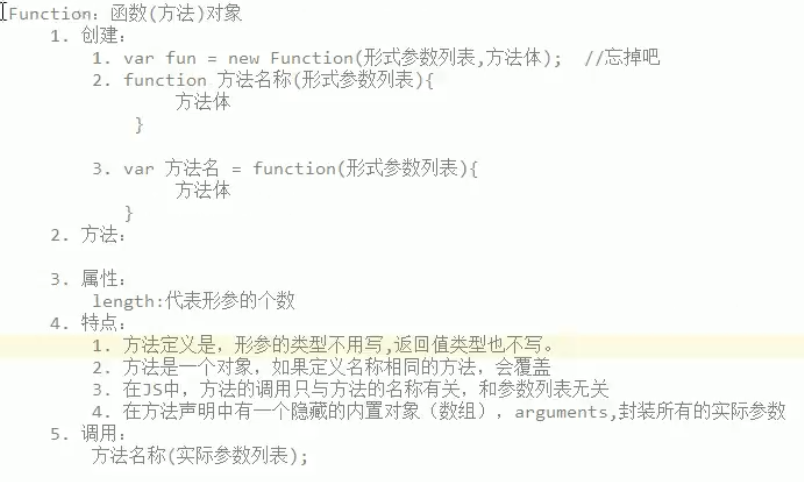 Function：函数(方法)对象
1. 创建：
1. var fun = new Function(形式参数列表,方法体);  //忘掉吧
2. function 方法名称(形式参数列表){
方法体
}
3. var 方法名 = function(形式参数列表){
方法体
}
2. 方法：
3. 属性：
length:代表形参的个数
4. 特点：
1. 方法定义是，形参的类型不用写,返回值类型也不写。
2. 方法是一个对象，如果定义名称相同的方法，会覆盖
3. 在JS中，方法的调用只与方法的名称有关，和参数列表无关
4. 在方法声明中有一个隐藏的内置对象（数组），arguments,封装所有的实际参数
5. 调用：
方法名称(实际参数列表);